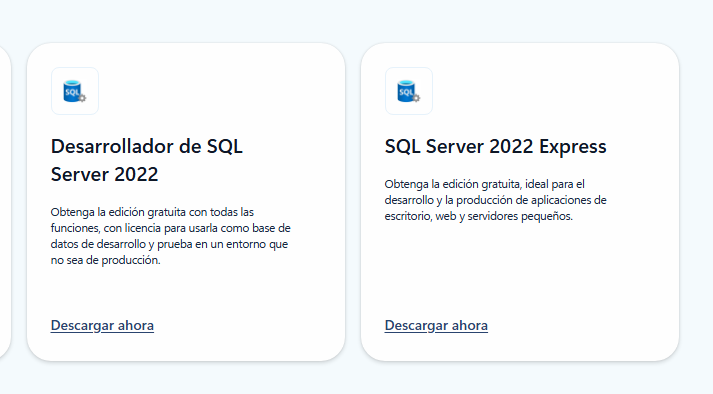 SQL
Desarrollador de SQL
Server 2022
Obtenga la edición gratuita con todas las
funciones, con licencia para usarla como base de
datos de desarrollo y prueba en un entorno que
no sea de producción.
Descargar ahora
SQL
SQL Server 2022 Express
Obtenga la edición gratuita, ideal para el
desarrollo y la producción de aplicaciones de
escritorio, web y servidores pequeños.
Descargar ahora